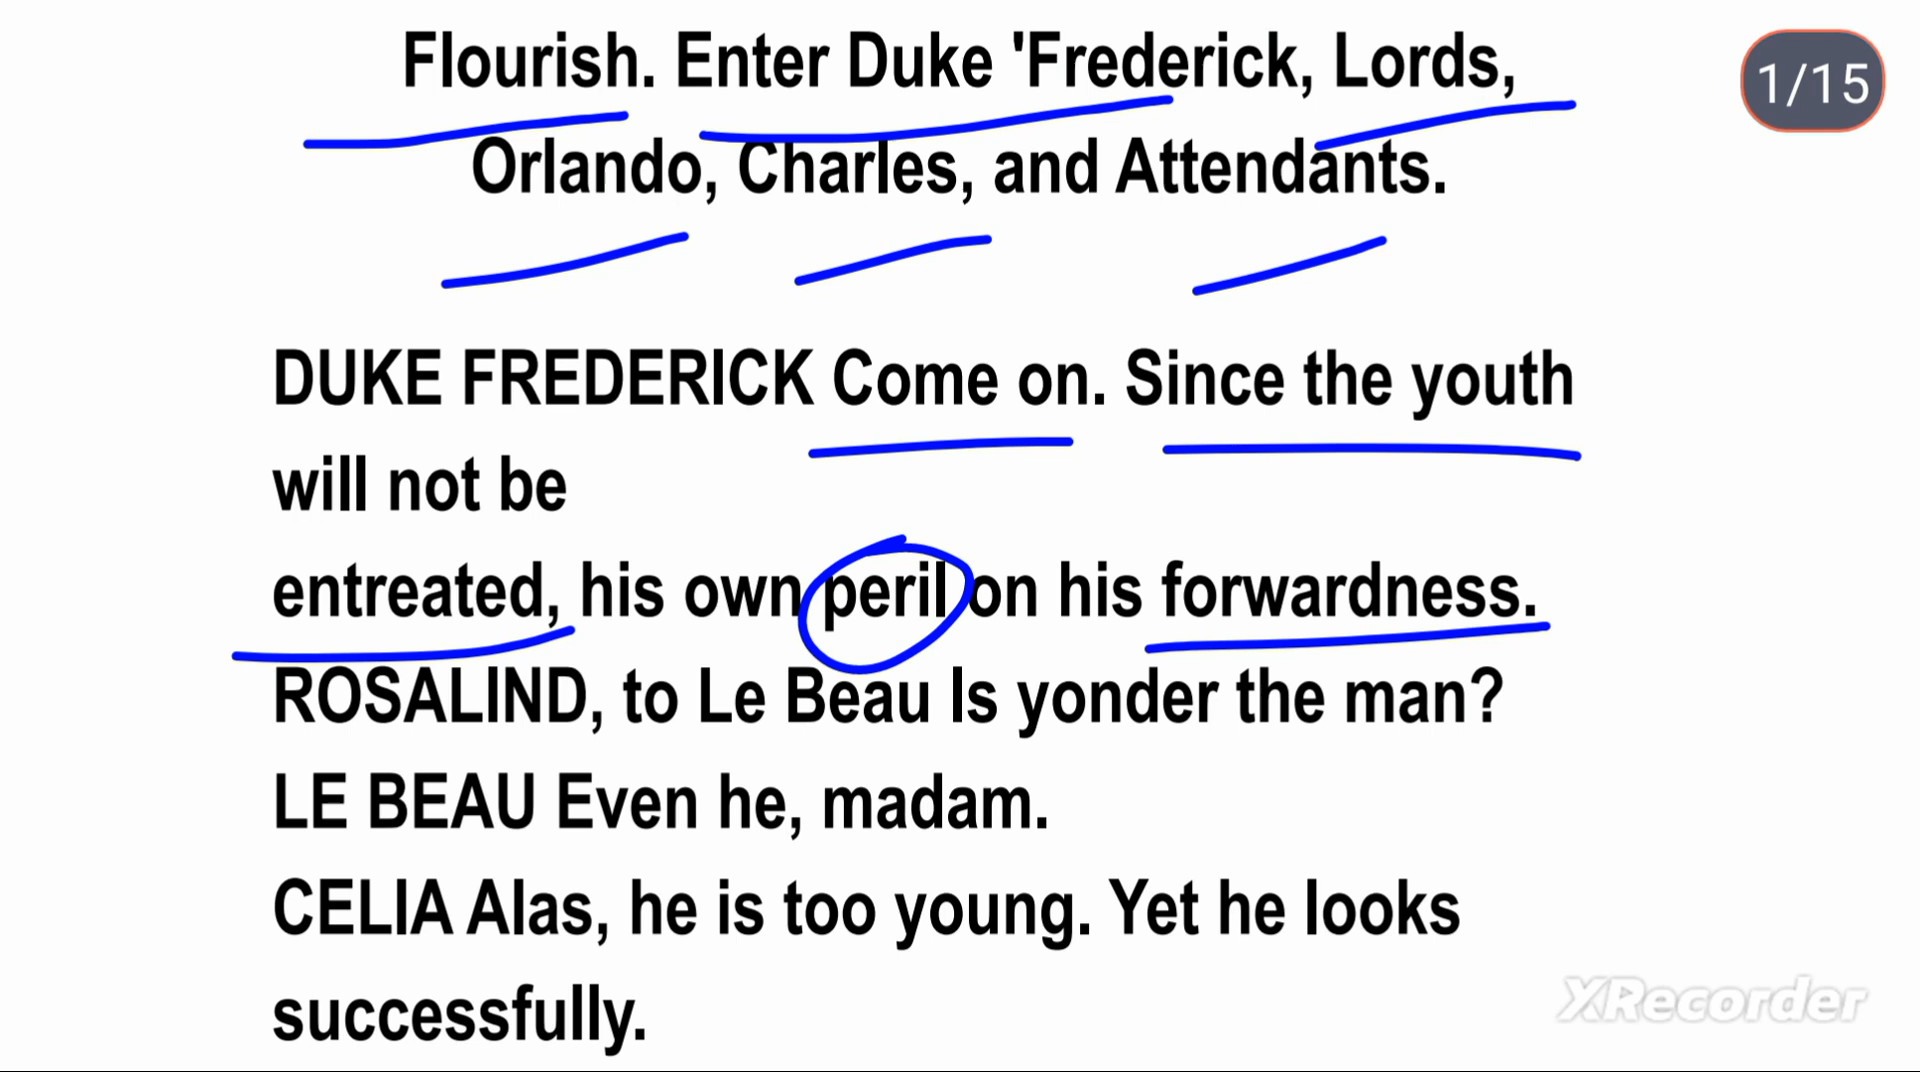 Flourish. Enter Duke 'Frederick, Lords,
1/15
Orlando, Charles, and Attendants.
DUKE FREDERICK Come on. Since the youth
will not be
entreated, his own peril on his forwardness.
ROSALIND, to Le Beau Is yonder the man?
LE BEAU Even he, madam.
CELIA Alas, he is too young. Yet he looks
successfully.
XRecorder